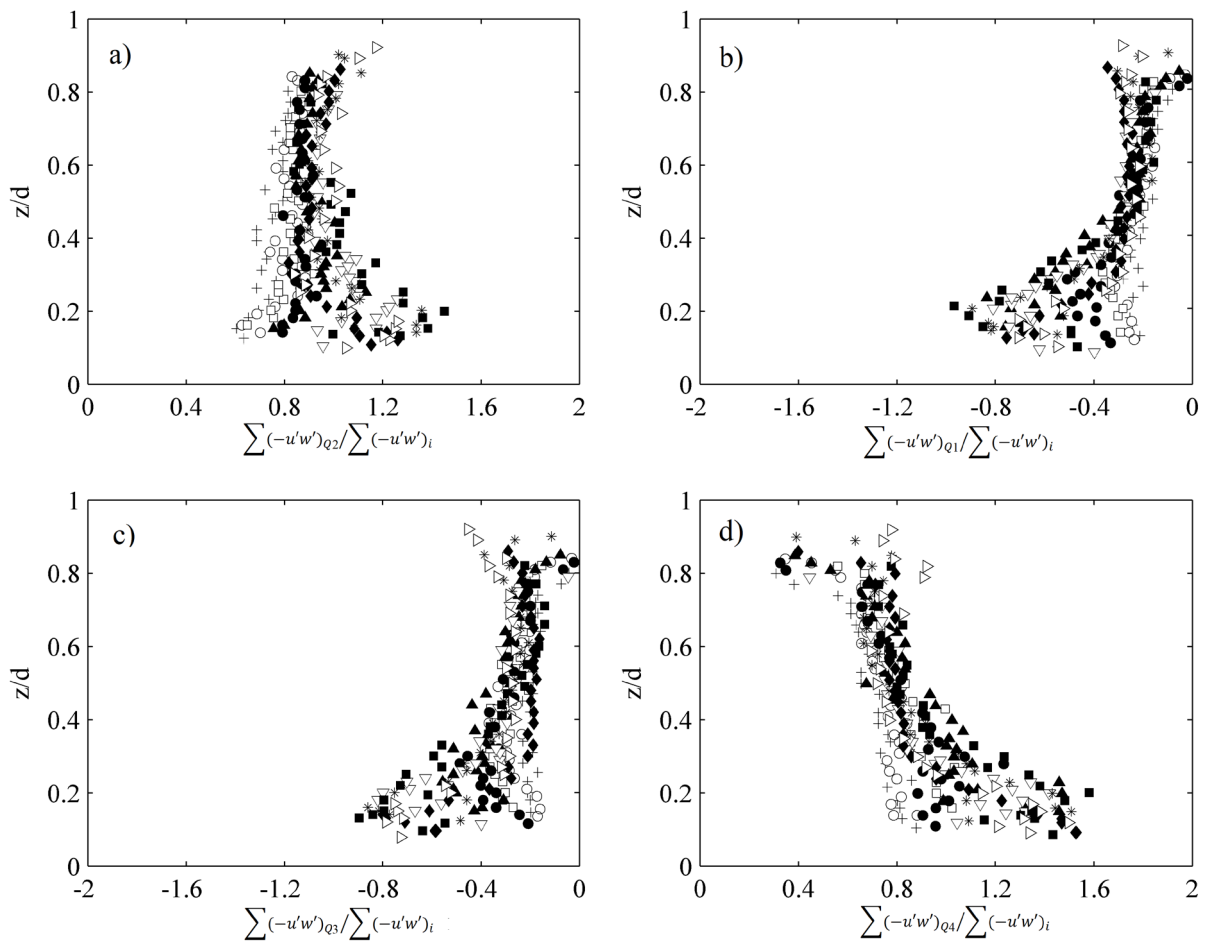 a)
z/d
1
0.8
0.6
0.4
0.2
0
0 0.4 0.8 1.2 1.6 2
∑(−u'w')Q2/∑(−u'w')i
b)
z/d
1
0.8
0.6
0.4
0.2
0
-2 -1.6 -1.2 -0.8 -0.4 0
∑(−u'w')Q1/∑(−u'w')i
c)
z/d
1
0.8
0.6
0.4
0.2
0
-2 -1.6 -1.2 -0.8 -0.4 0
∑(−u'w')Q3/∑(−u'w')i
d)
z/d
1
0.8
0.6
0.4
0.2
0
0 0.4 0.8 1.2 1.6 2
∑(−u'w')Q4/∑(−u'w')i